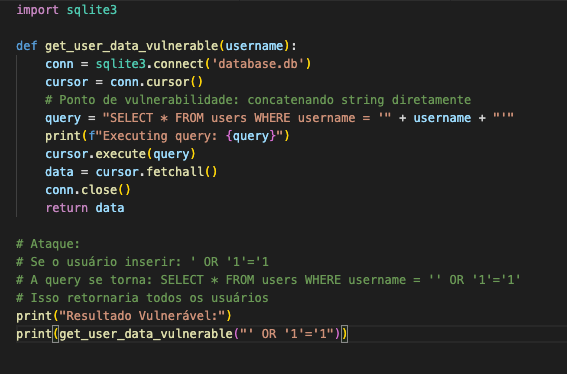 import sqlite3

def get_user_data_vulnerable(username):
    conn = sqlite3.connect('database.db')
    cursor = conn.cursor()
    # Ponto de vulnerabilidade: concatenando string diretamente
    query = "SELECT * FROM users WHERE username = '" + username + "'"
    print(f"Executing query: {query}")
    cursor.execute(query)
    data = cursor.fetchall()
    conn.close()
    return data

# Ataque:
# Se o usuário inserir: ' OR '1'='1
# A query se torna: SELECT * FROM users WHERE username = '' OR '1'='1'
# Isso retornaria todos os usuários
print("Resultado Vulnerável:")
print(get_user_data_vulnerable("' OR '1'='1"))